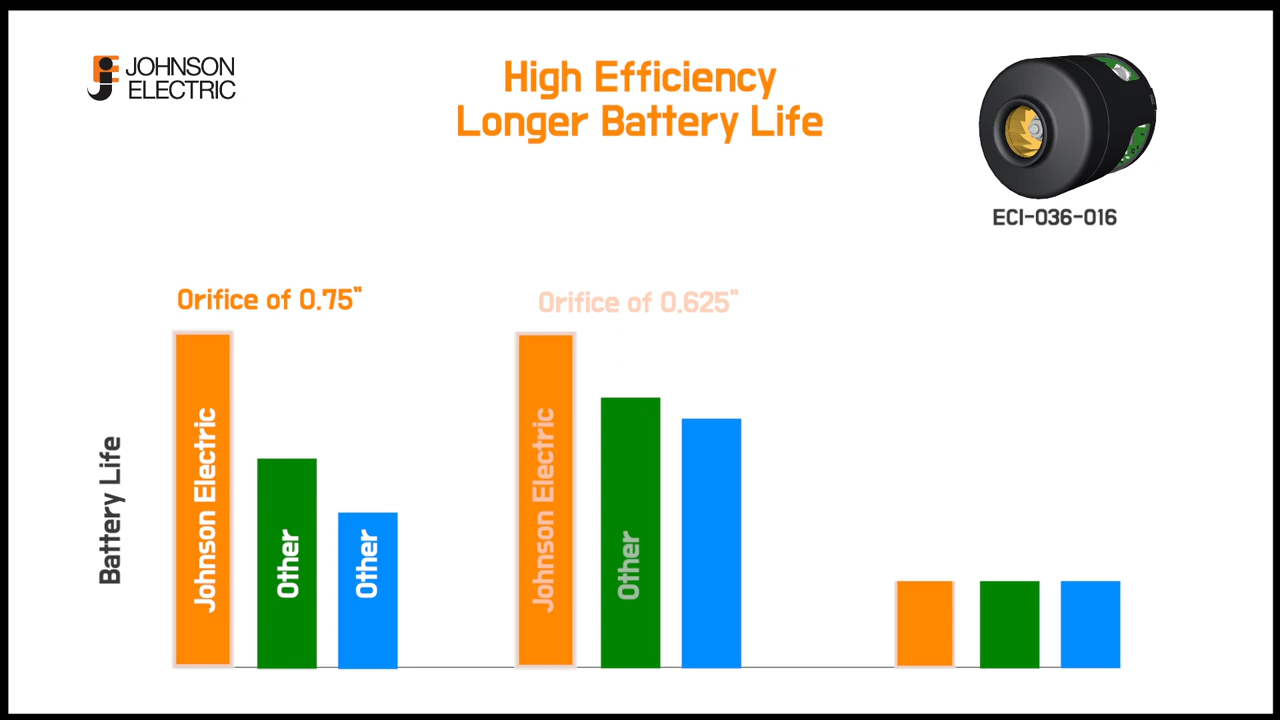 JOHNSON
ELECTRIC
High Efficiency
Longer Battery Life
ECI-036-016
Orifice of 0.75"
Orifice of 0.625"
Battery Life
Johnson Electric
Other
Other
Johnson Electric
Other